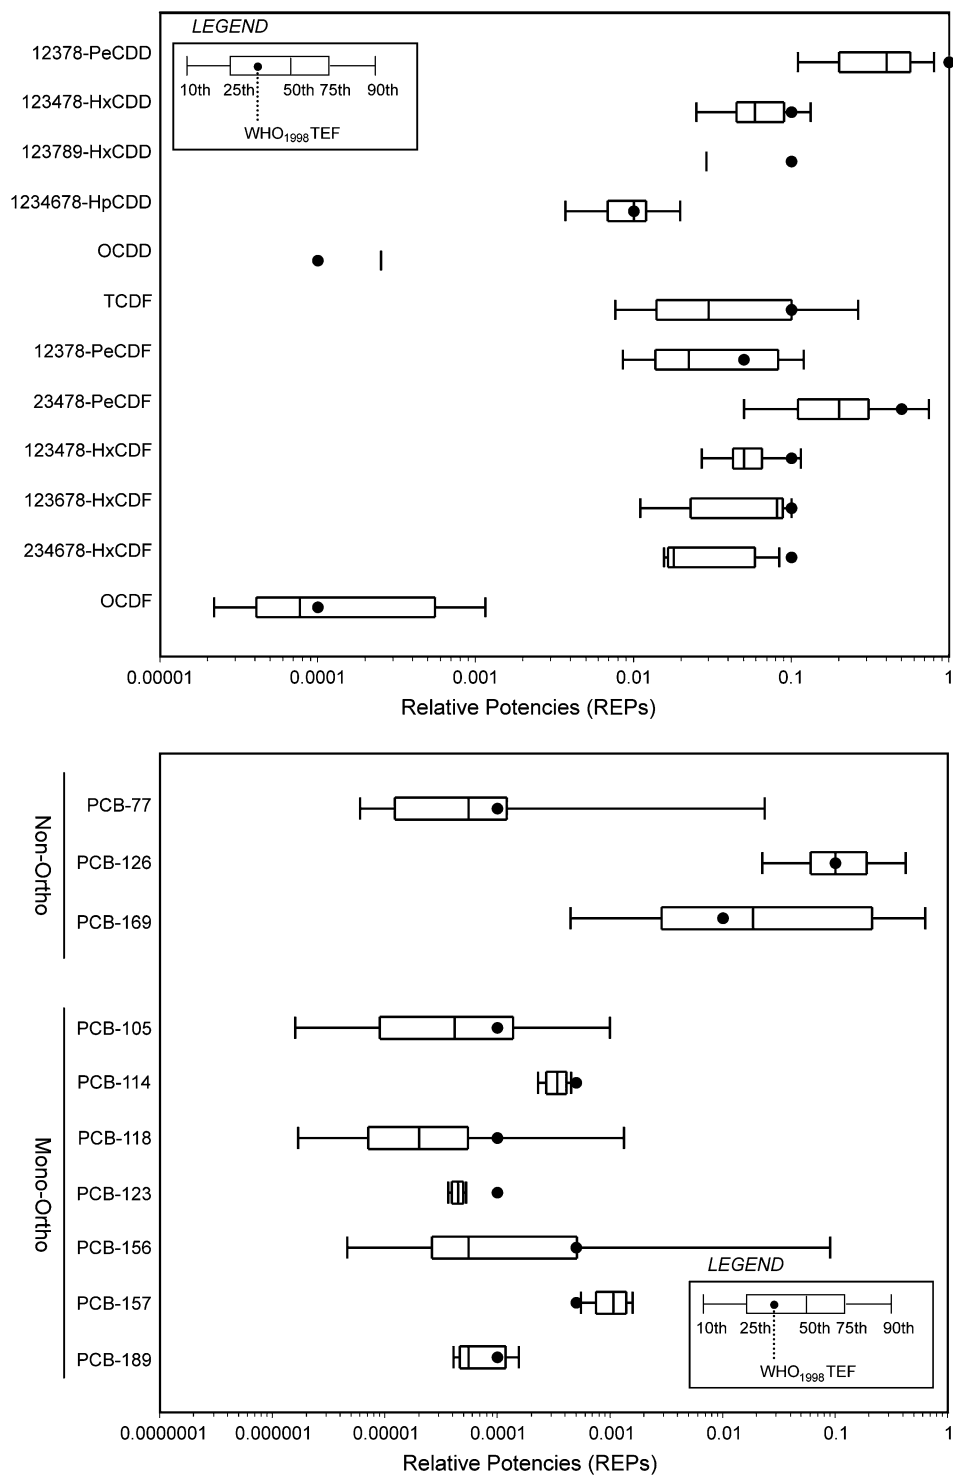 LEGEND
10th 25th 50th 75th 90th
WHO1998TEF
12378-PeCDD
123478-HxCDD
123789-HxCDD
1234678-HpCDD
OCDD
TCDF
12378-PeCDF
23478-PeCDF
123478-HxCDF
123678-HxCDF
234678-HxCDF
OCDF
0.00001 0.0001 0.001 0.01 0.1 1
Relative Potencies (REPs)
Non-Ortho
PCB-77
PCB-126
PCB-169
Mono-Ortho
PCB-105
PCB-114
PCB-118
PCB-123
PCB-156
PCB-157
PCB-189
LEGEND
10th 25th 50th 75th 90th
WHO1998TEF
0.0000001 0.000001 0.00001 0.0001 0.001 0.01 0.1 1
Relative Potencies (REPs)